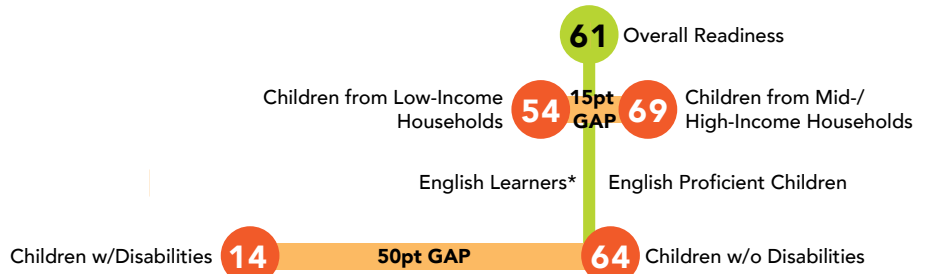 61 Overall Readiness
Children from Low-Income
Households
54
15pt
GAP
69
Children from Mid-/
High-Income Households
English Learners*
English Proficient Children
Children w/Disabilities
14
50pt GAP
64
Children w/o Disabilities